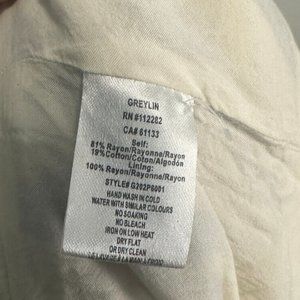 GREYLIN
RN #112282
CA# 61133
Self:
81% Rayon/Rayonne/Rayon
19%Cotton/Coton/Algodón
Lining:
100% Rayon/Rayonne/Rayon
STYLE# G202P6001
HAND WASH IN COLD
WATER WITH SIMILAR COLOURS
NO SOAKING
NO BLEACH
IRON ON LOW HEAT
DRY FLAT
OR DRY CLEAN